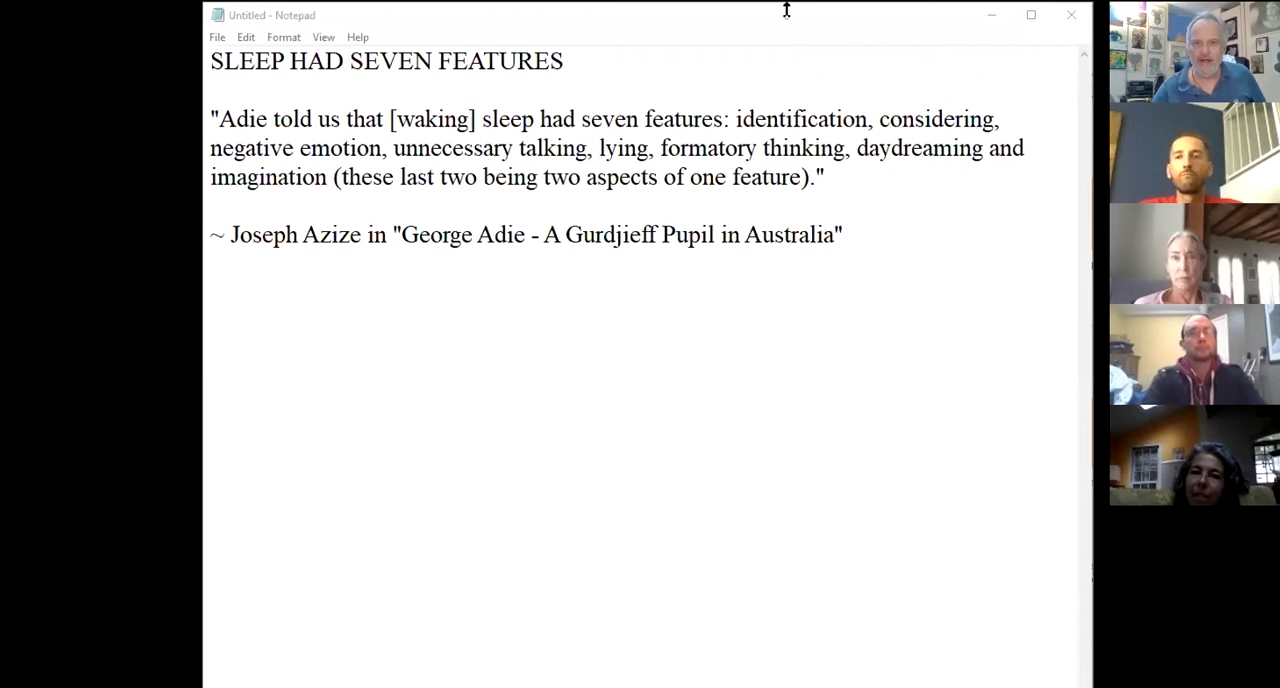 Untitled - Notepad
File Edit Format View Help
SLEEP HAD SEVEN FEATURES
"Adie told us that [waking] sleep had seven features: identification, considering,
negative emotion, unnecessary talking, lying, formatory thinking, daydreaming and
imagination (these last two being two aspects of one feature)."
~ Joseph Azize in "George Adie - A Gurdjieff Pupil in Australia"